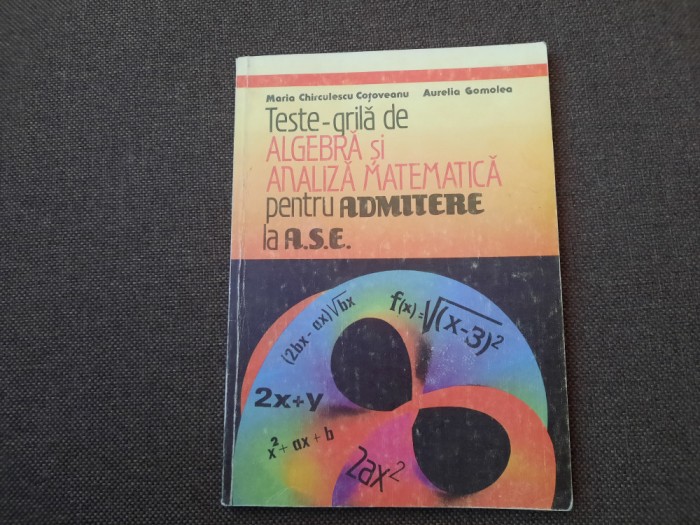 Maria Chirculescu Coțoveanu Aurelia Gomolea
Teste-grilă de
ALGEBRĂ și
ANALIZĂ MATEMATICĂ
pentru ADMITERE
la A.S.E.
(2bx-ax)√bx
f(x)=√(x-3)²
2x+y
x²+ax+b
2ax²